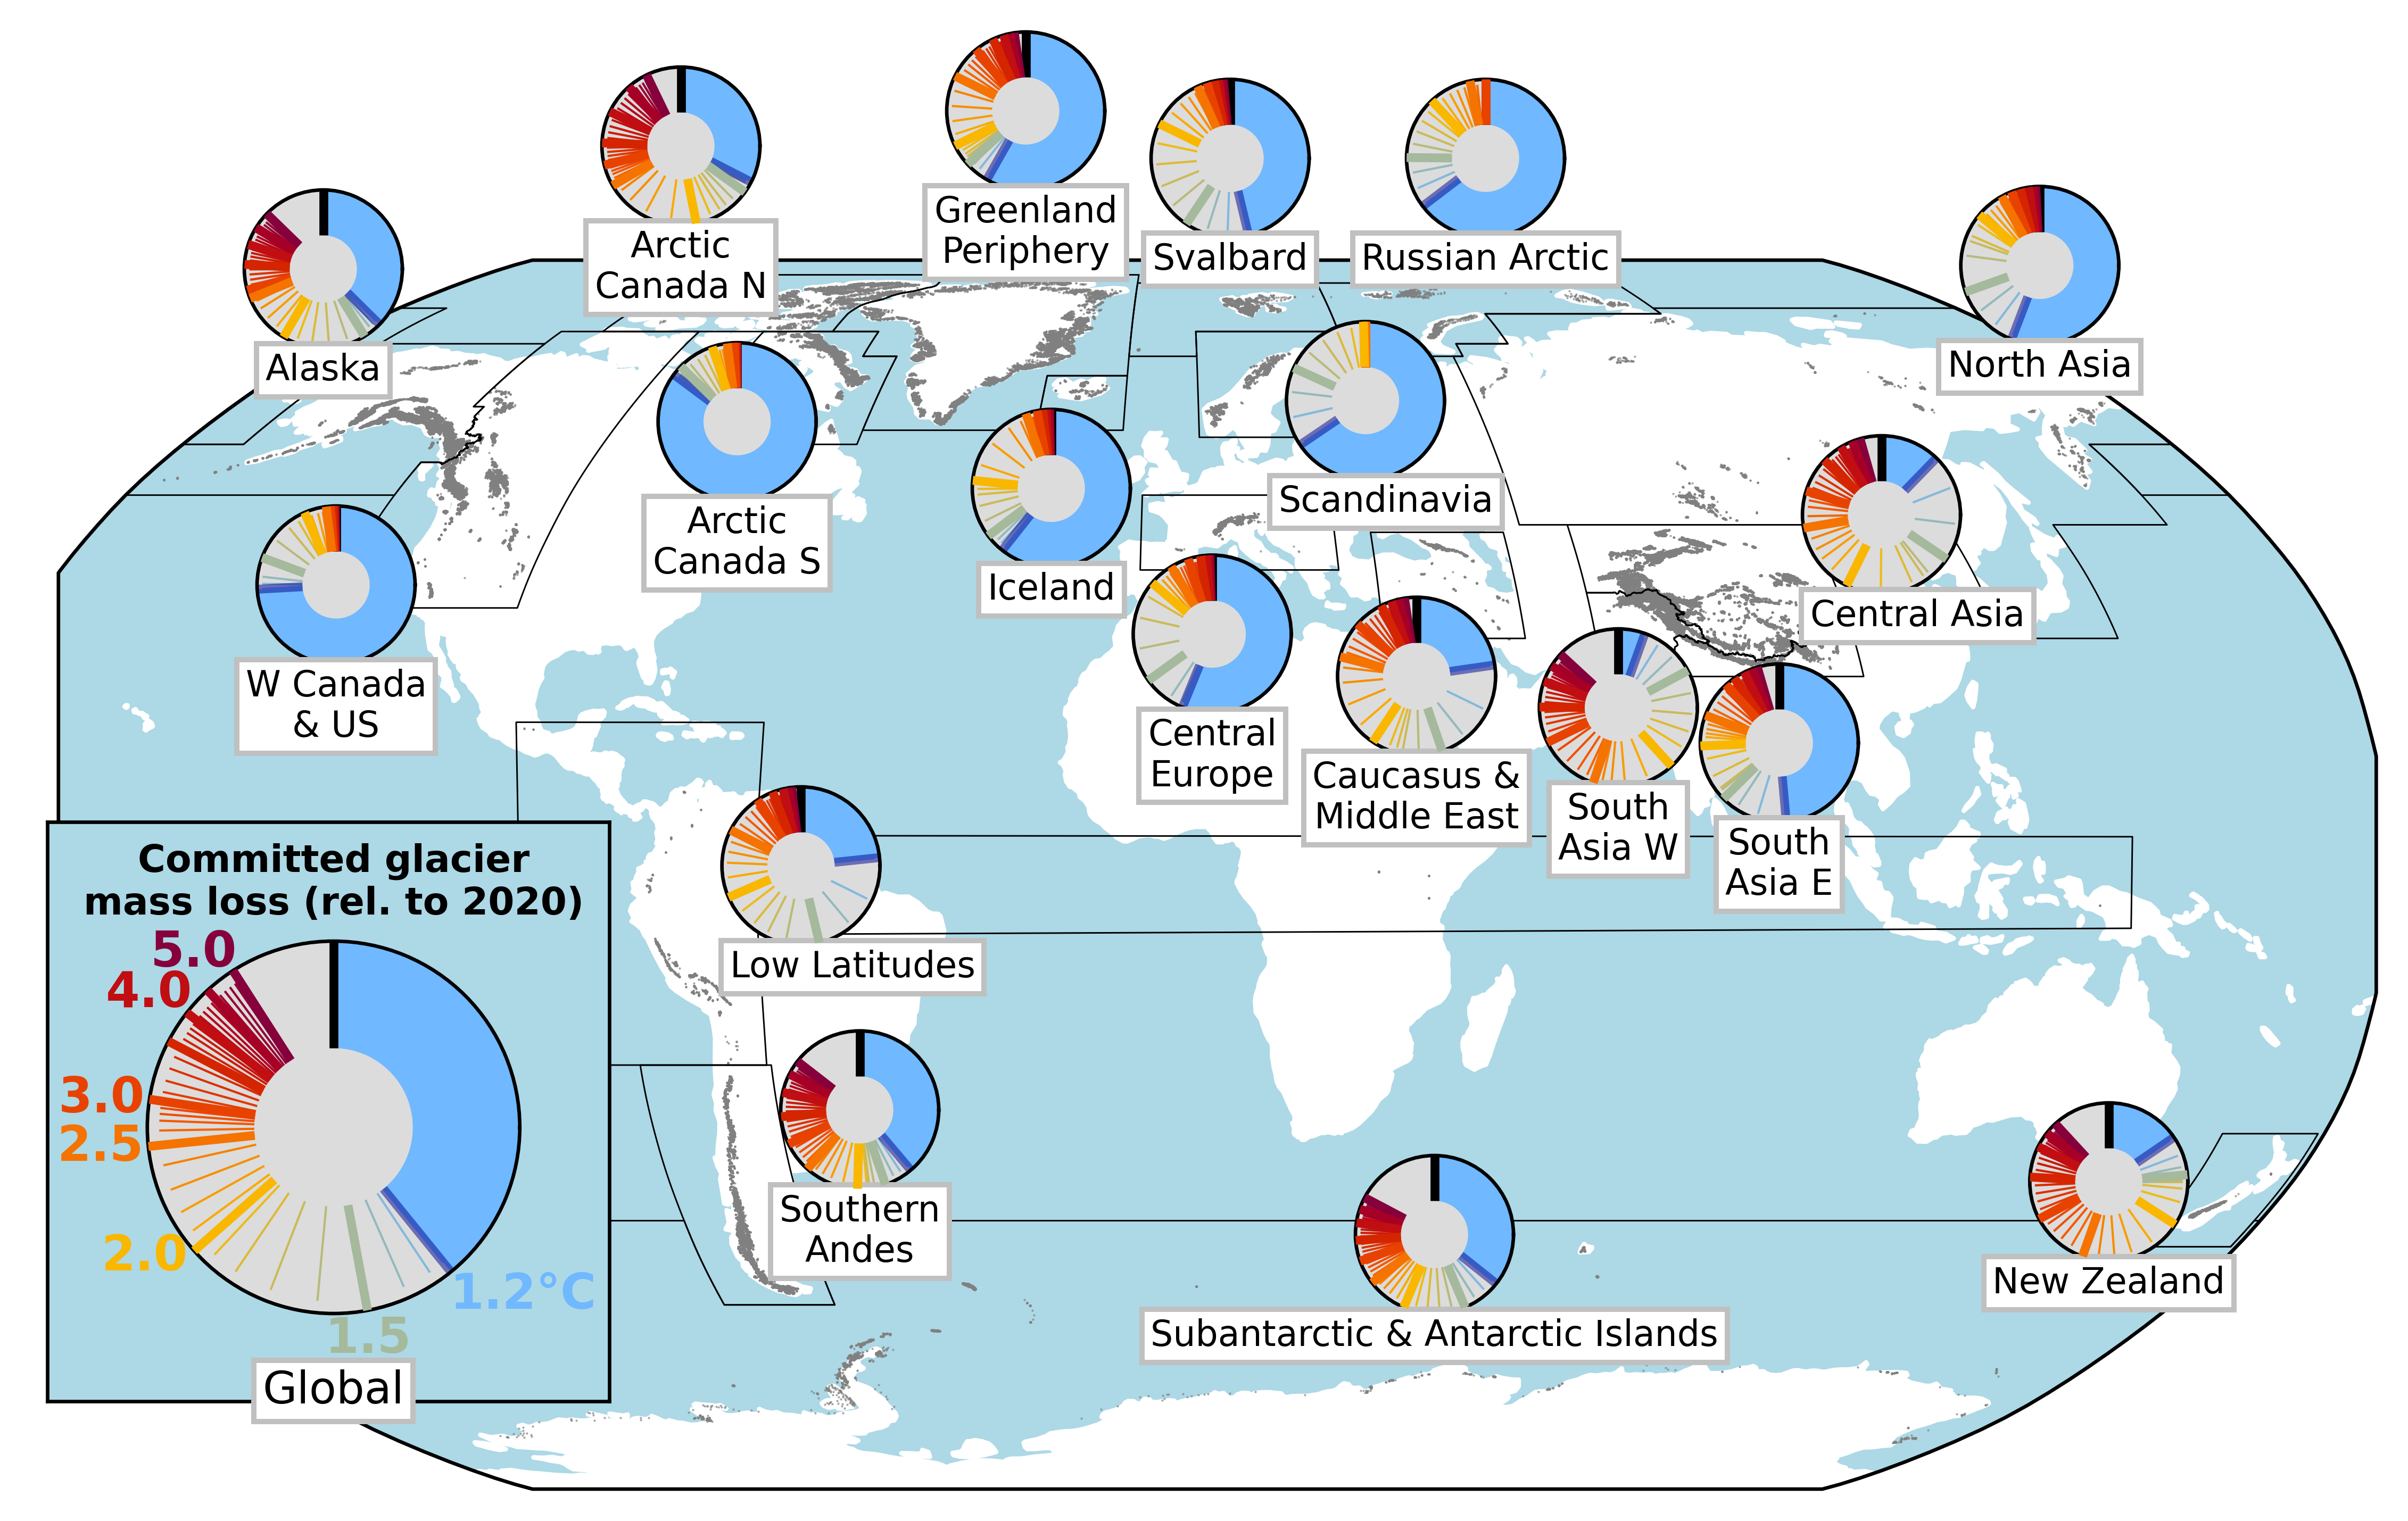 Greenland
Periphery
Arctic
Canada N
Svalbard
Russian Arctic
Alaska
North Asia
Arctic
Canada S
Iceland
Scandinavia
Central Asia
W Canada
& US
Central
Europe
Caucasus &
Middle East
South
Asia W
South
Asia E
Low Latitudes
Southern
Andes
Subantarctic & Antarctic Islands
New Zealand
Committed glacier
mass loss (rel. to 2020)
5.0
4.0
3.0
2.5
2.0
1.2°C
1.5
Global